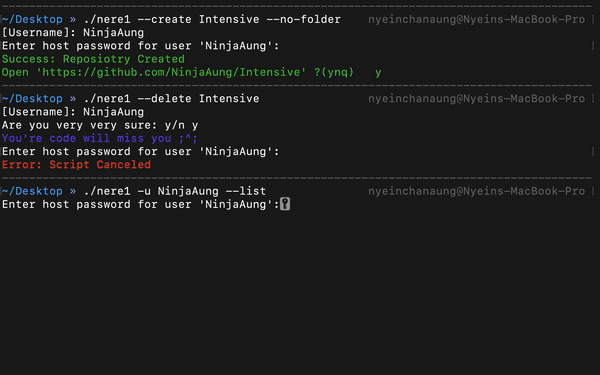 ~/Desktop » ./nere1 --create Intensive --no-folder nyeinchanaung@Nyeins-MacBook-Pro
[Username]: NinjaAung
Enter host password for user 'NinjaAung':
Success: Reposiotry Created
Open 'https://github.com/NinjaAung/Intensive' ?(ynq) y
~/Desktop » ./nere1 --delete Intensive nyeinchanaung@Nyeins-MacBook-Pro
[Username]: NinjaAung
Are you very very sure: y/n y
You're code will miss you ;^;
Enter host password for user 'NinjaAung':
Error: Script Canceled
~/Desktop » ./nere1 -u NinjaAung --list nyeinchanaung@Nyeins-MacBook-Pro
Enter host password for user 'NinjaAung':